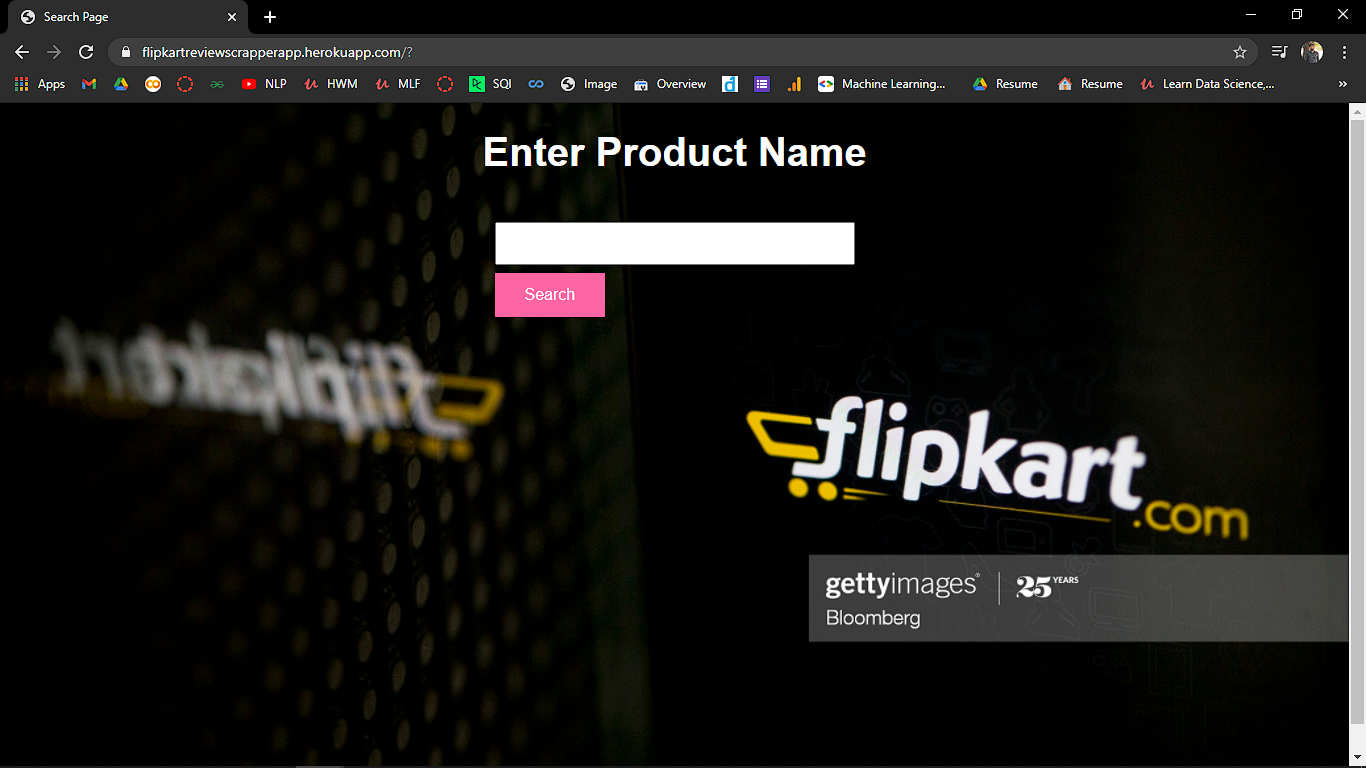 Search Page
flipkartreviewscrapperapp.herokuapp.com/?
Apps NLP HWM MLF SQl Image Overview Machine Learning... Resume Resume Learn Data Science,... »
Enter Product Name
Search
flipkart
flipkart
.com
gettyimages® | 25 YEARS
Bloomberg